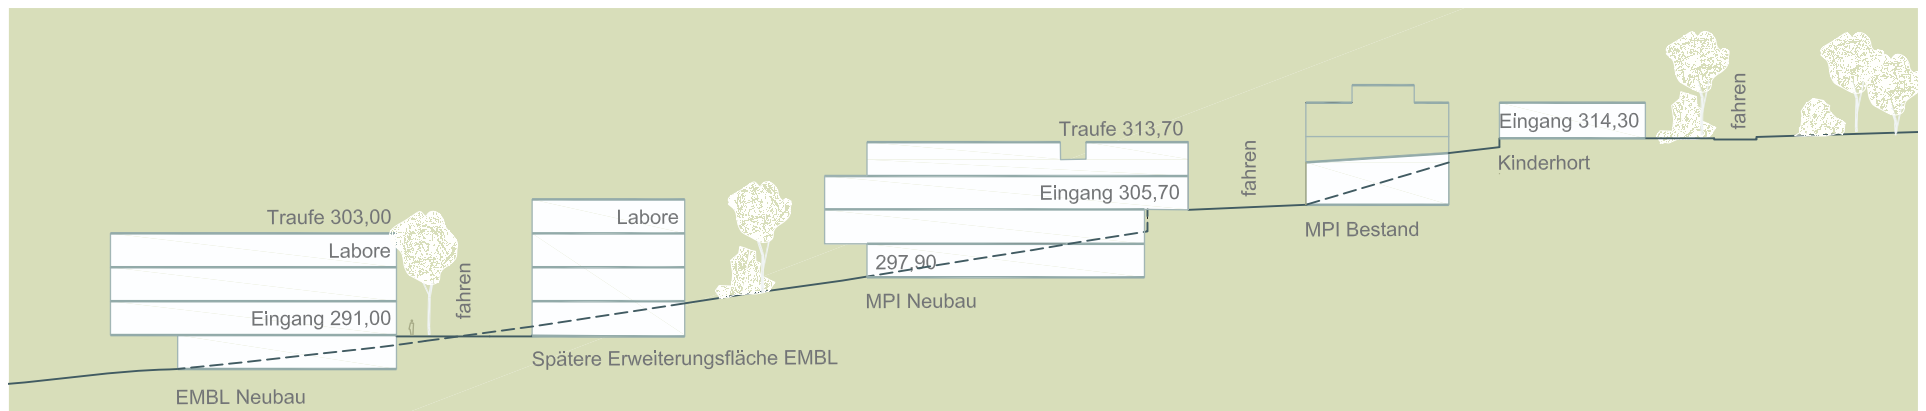 Traufe 303,00
Labore
Eingang 291,00
EMBL Neubau
fahren
Labore
Spätere Erweiterungsfläche EMBL
Traufe 313,70
Eingang 305,70
297,90
MPI Neubau
fahren
MPI Bestand
Eingang 314,30
Kinderhort
fahren